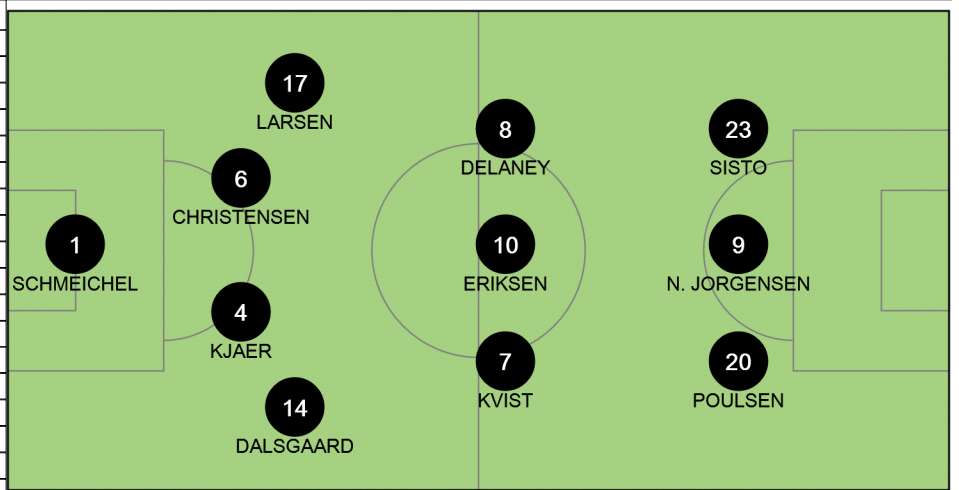 17
LARSEN
8
DELANEY
23
SISTO
6
CHRISTENSEN
1
SCHMEICHEL
10
ERIKSEN
9
N. JORGENSEN
4
KJAER
7
KVIST
20
POULSEN
14
DALSGAARD